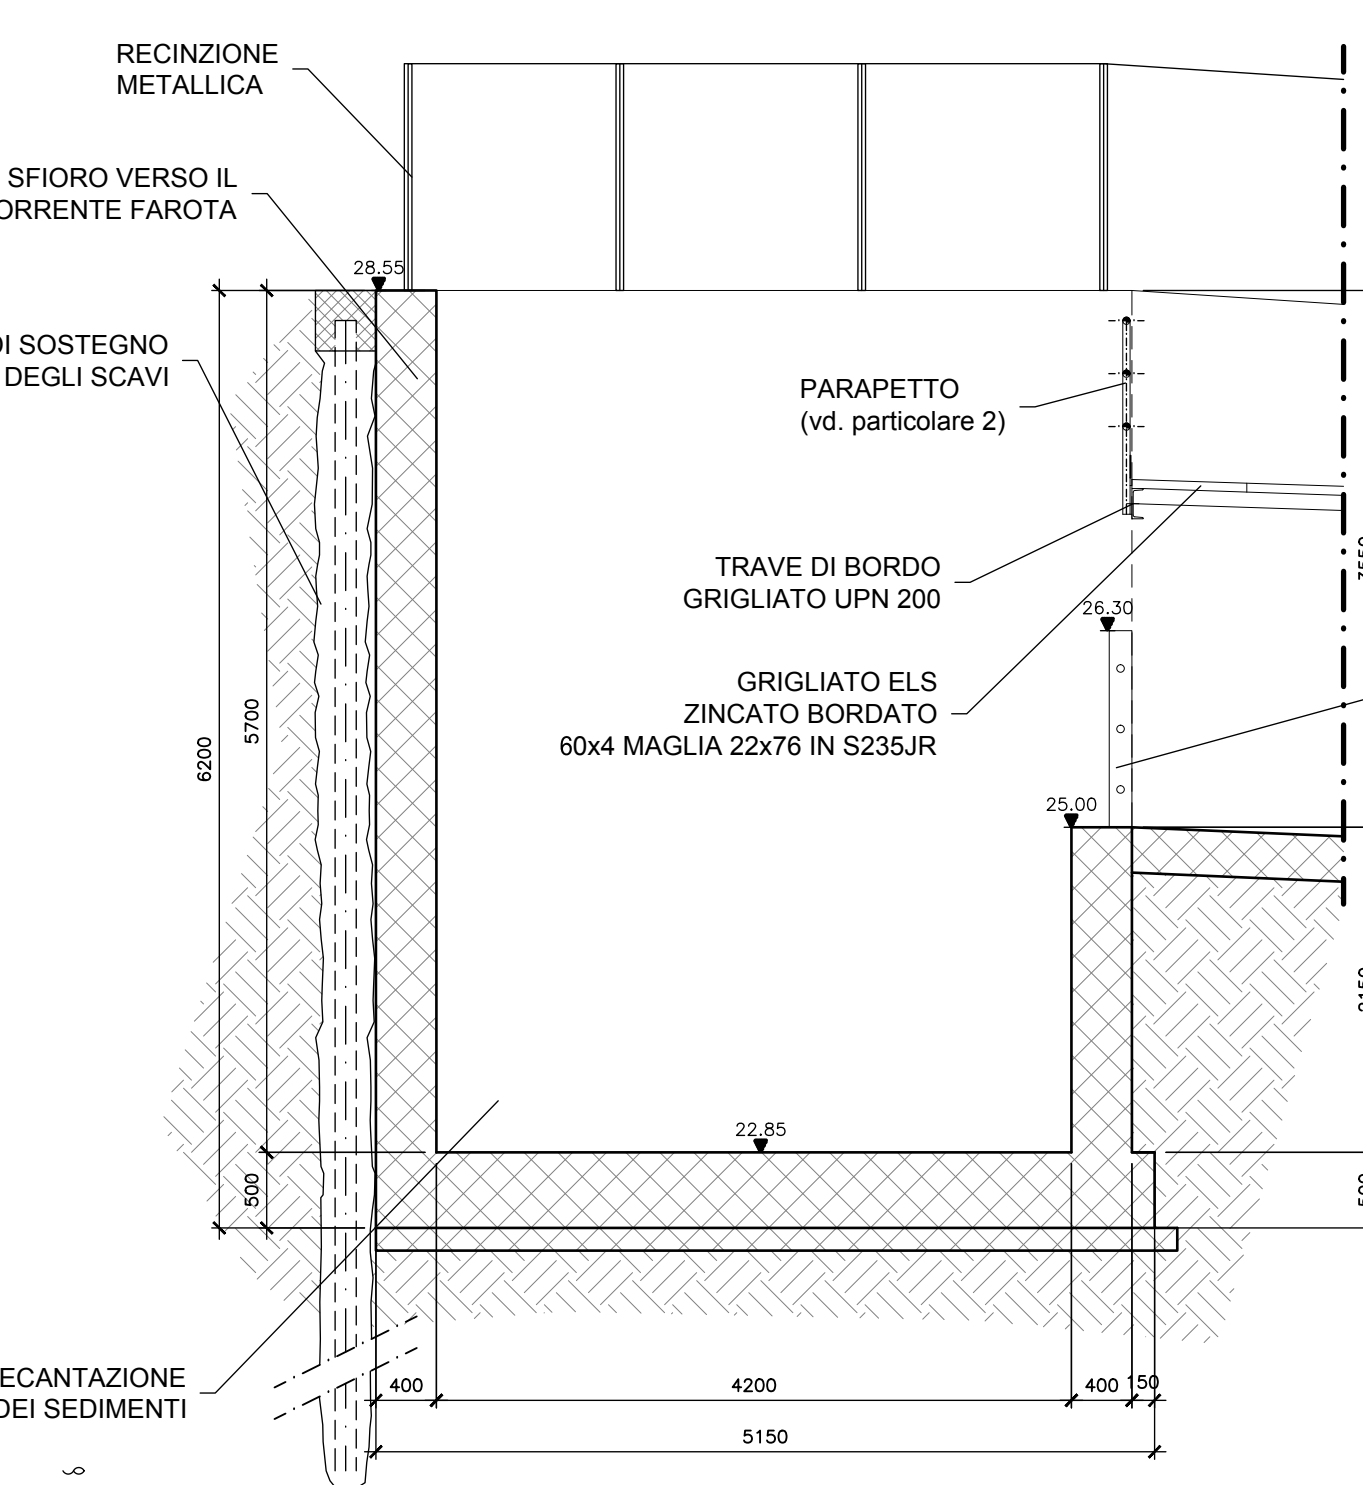 RECINZIONE
METALLICA
SFIORO VERSO IL
ORRENTE FAROTA
28.55
DI SOSTEGNO
DEGLI SCAVI
PARAPETTO
(vd. particolare 2)
TRAVE DI BORDO
GRIGLIATO UPN 200
26.30
GRIGLIATO ELS
ZINCATO BORDATO
60x4 MAGLIA 22x76 IN S235JR
5700
6200
25.00
22.85
500
ECANTAZIONE
DEI SEDIMENTI
400
4200
400
150
5150